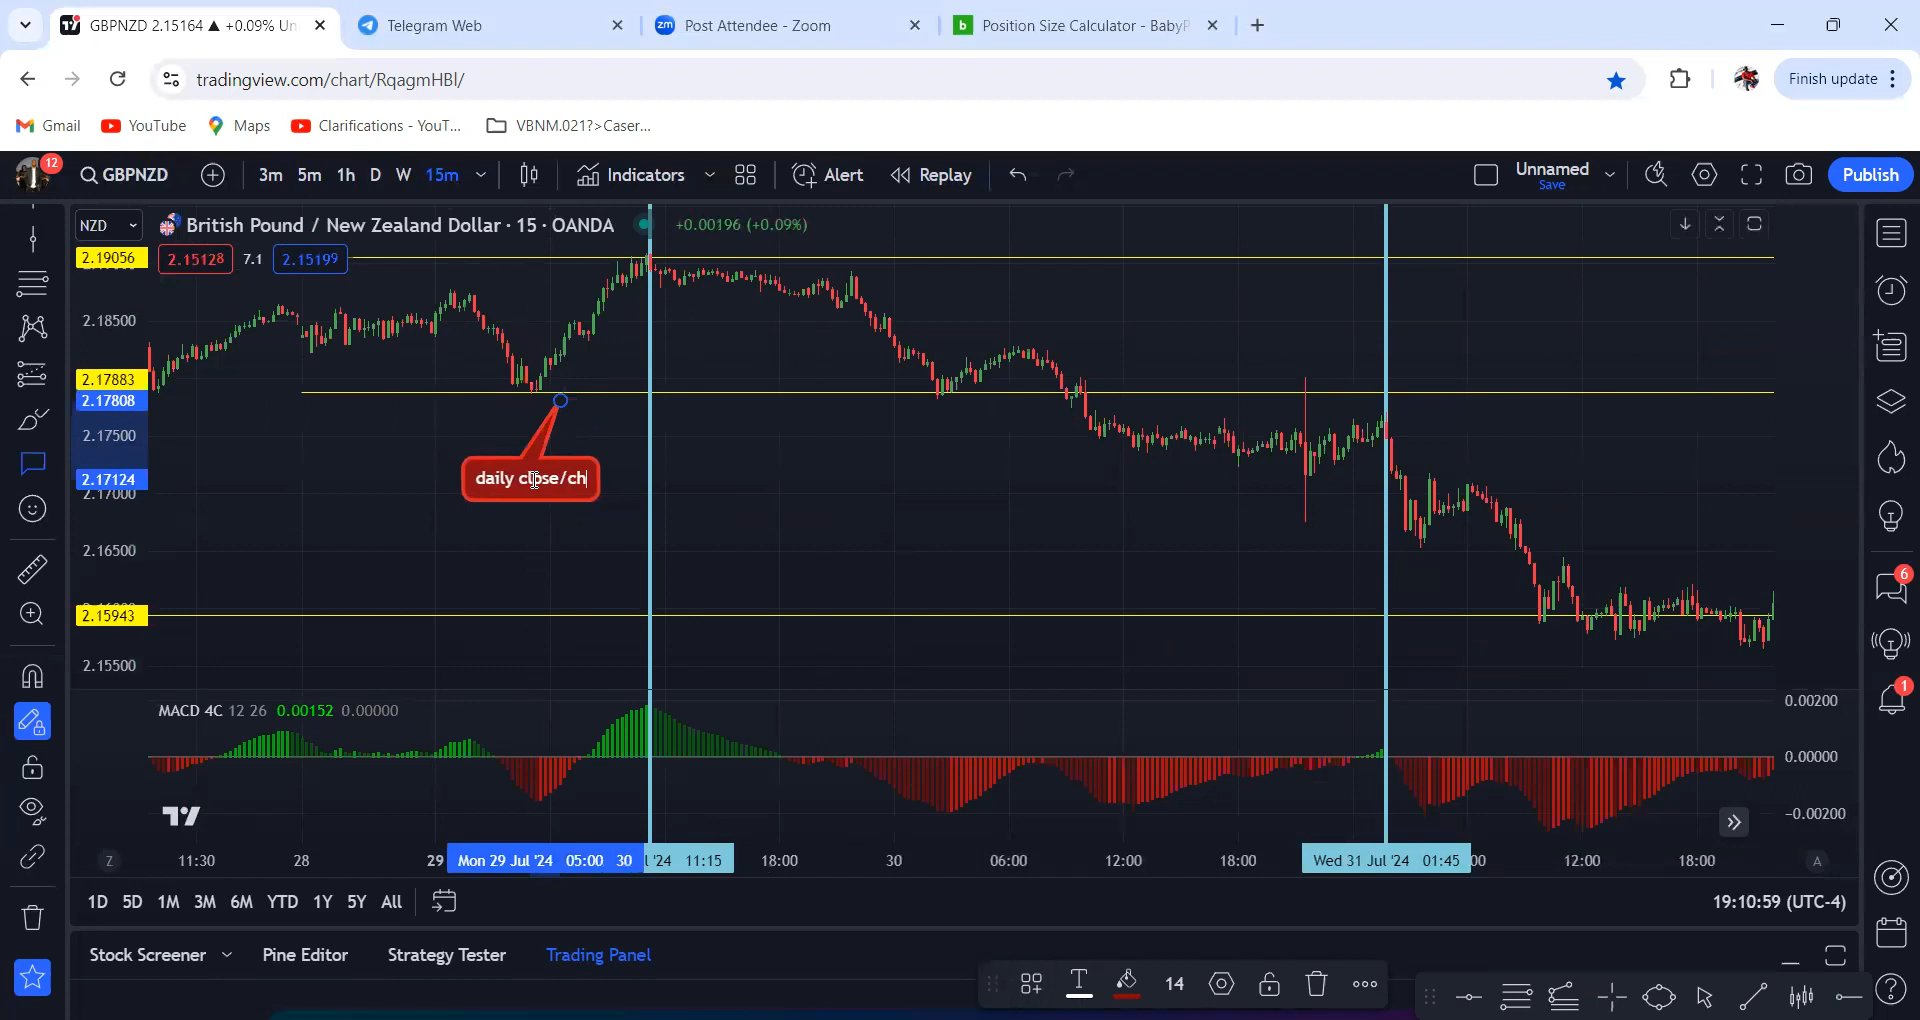 GBPNZD 2.15164 ▲ +0.09% Un
Telegram Web
zm Post Attendee - Zoom
b Position Size Calculator - BabyP
tradingview.com/chart/RqagmHBl/
Finish update
Gmail
YouTube
Maps
Clarifications - YouT...
VBNM.021?>Caser...
12
GBPNZD
3m 5m 1h D W 15m
Indicators
Alert
Replay
Unnamed
Save
Publish
NZD
British Pound / New Zealand Dollar · 15 · OANDA
+0.00196 (+0.09%)
2.19056
2.15128 7.1 2.15199
2.18500
2.17883
2.17808
2.17500
2.17124
2.17000
2.16500
2.15943
2.15500
daily close/ch
MACD 4C 12 26 0.00152 0.00000
0.00200
0.00000
−0.00200
Z 11:30 28 29 Mon 29 Jul '24 05:00 30 l '24 11:15 18:00 30 06:00 12:00 18:00 Wed 31 Jul '24 01:45 00 12:00 18:00 A
1D 5D 1M 3M 6M YTD 1Y 5Y All
19:10:59 (UTC-4)
Stock Screener
Pine Editor
Strategy Tester
Trading Panel
T 14
6
1